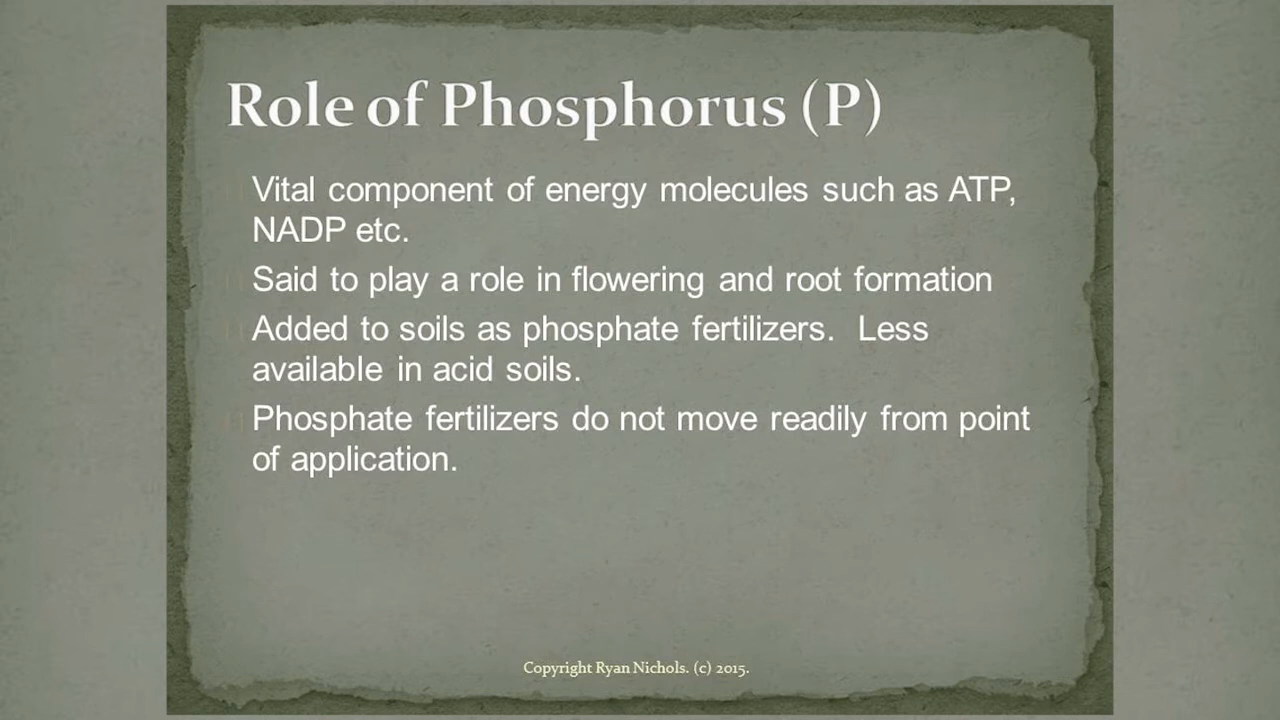 Role of Phosphorus (P)
Vital component of energy molecules such as ATP,
NADP etc.
Said to play a role in flowering and root formation
Added to soils as phosphate fertilizers.  Less
available in acid soils.
Phosphate fertilizers do not move readily from point
of application.
Copyright Ryan Nichols. (c) 2015.